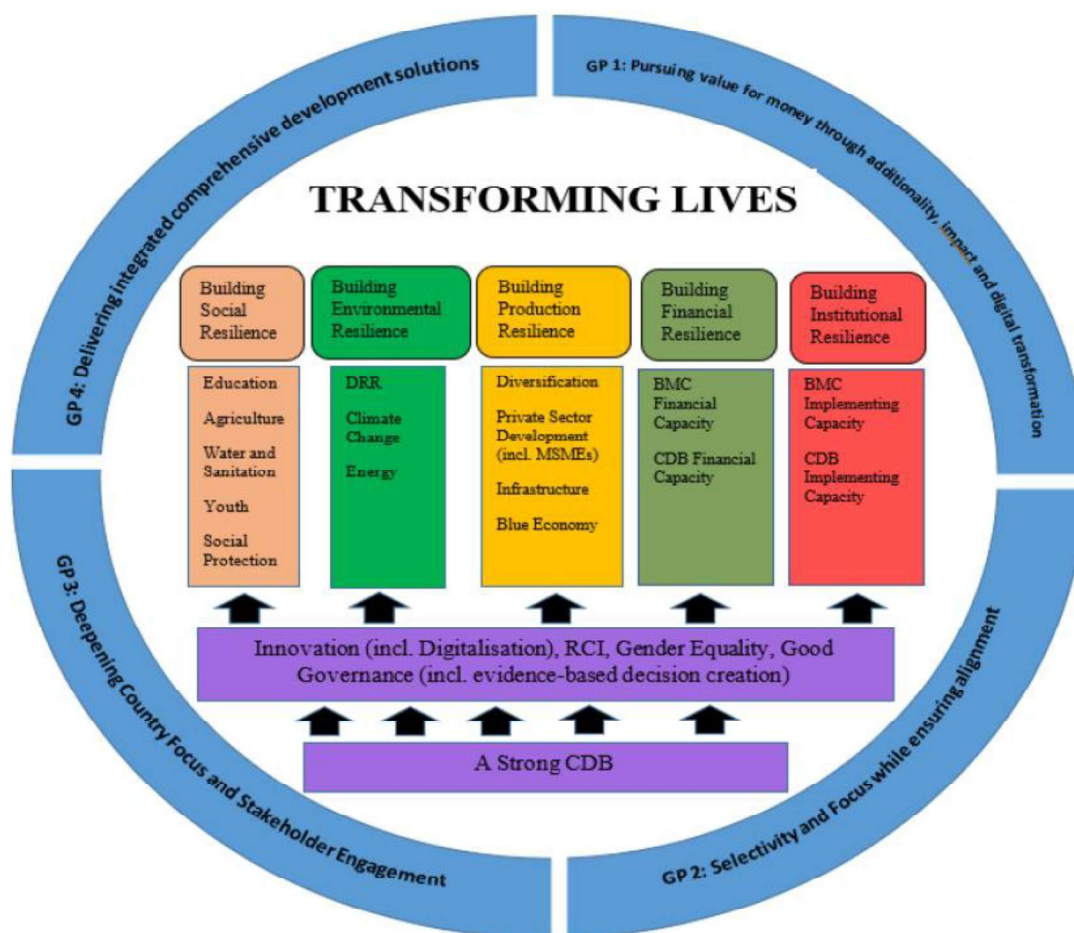 GP 4: Delivering integrated comprehensive development solutions
GP 1: Pursuing value for money through additionality, impact and digital transformation
TRANSFORMING LIVES
Building
Social
Resilience
Building
Environmental
Resilience
Building
Production
Resilience
Building
Financial
Resilience
Building
Institutional
Resilience
Education
Agriculture
Water and
Sanitation
Youth
Social
Protection
DRR
Climate
Change
Energy
Diversification
Private Sector
Development
(incl. MSMEs)
Infrastructure
Blue Economy
BMC
Financial
Capacity
CDB Financial
Capacity
BMC
Implementing
Capacity
CDB
Implementing
Capacity
Innovation (incl. Digitalisation), RCI, Gender Equality, Good
Governance (incl. evidence-based decision creation)
A Strong CDB
GP 3: Deepening Country Focus and Stakeholder Engagement
GP 2: Selectivity and Focus while ensuring alignment